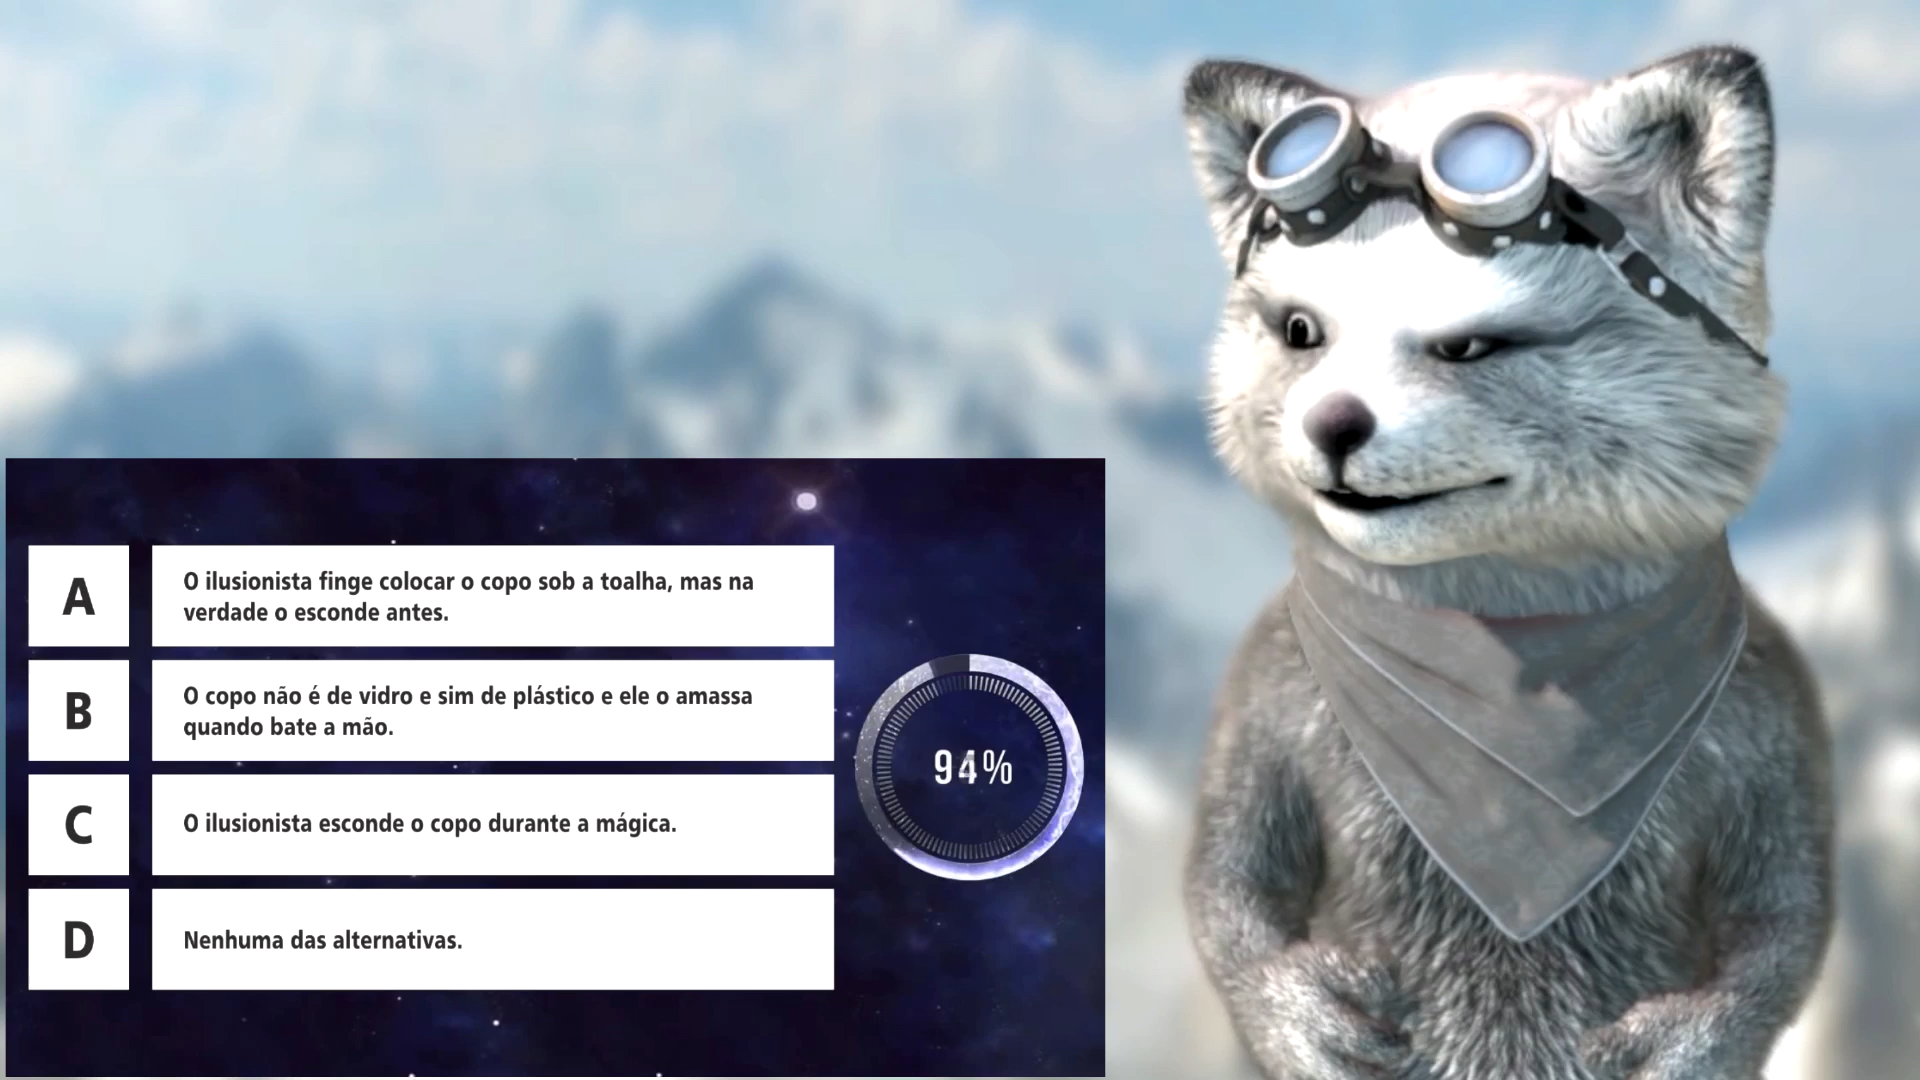 A
O ilusionista finge colocar o copo sob a toalha, mas na
verdade o esconde antes.
B
O copo não é de vidro e sim de plástico e ele o amassa
quando bate a mão.
C
O ilusionista esconde o copo durante a mágica.
D
Nenhuma das alternativas.
94%